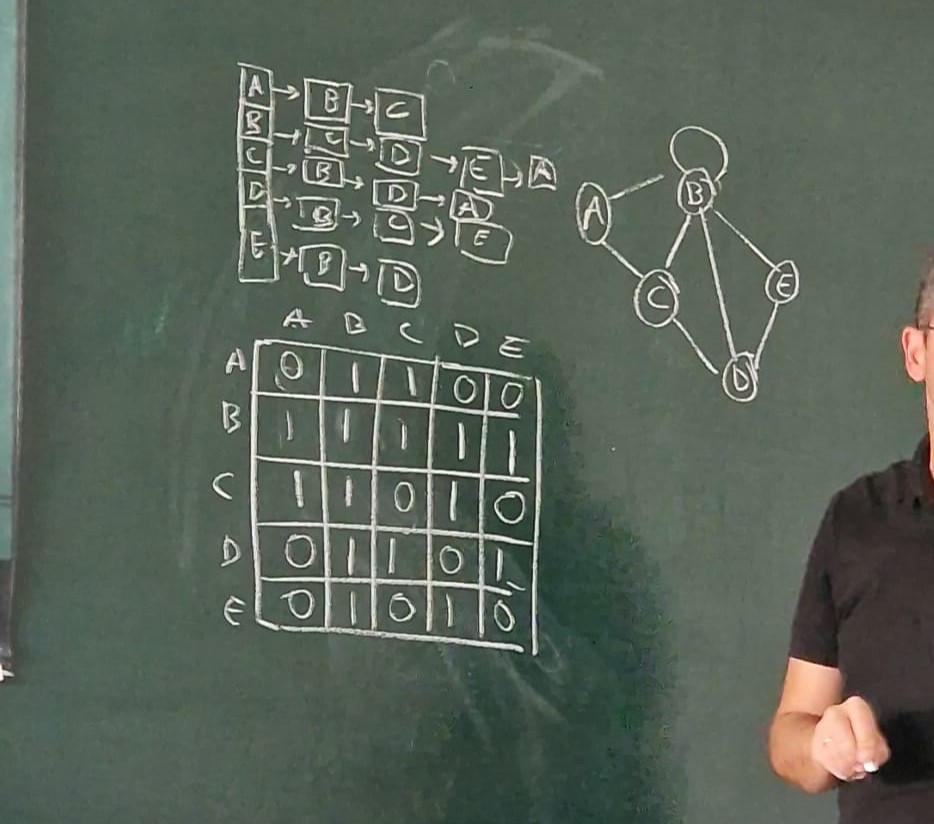 A → B → C
B → C → D → E → A
C → B → D → A
D → B → C → E
E → B → D
A B C D E
A 0 1 1 0 0
B 1 1 1 1 1
C 1 1 0 1 0
D 0 1 1 0 1
E 0 1 0 1 0
B
A
E
C
D